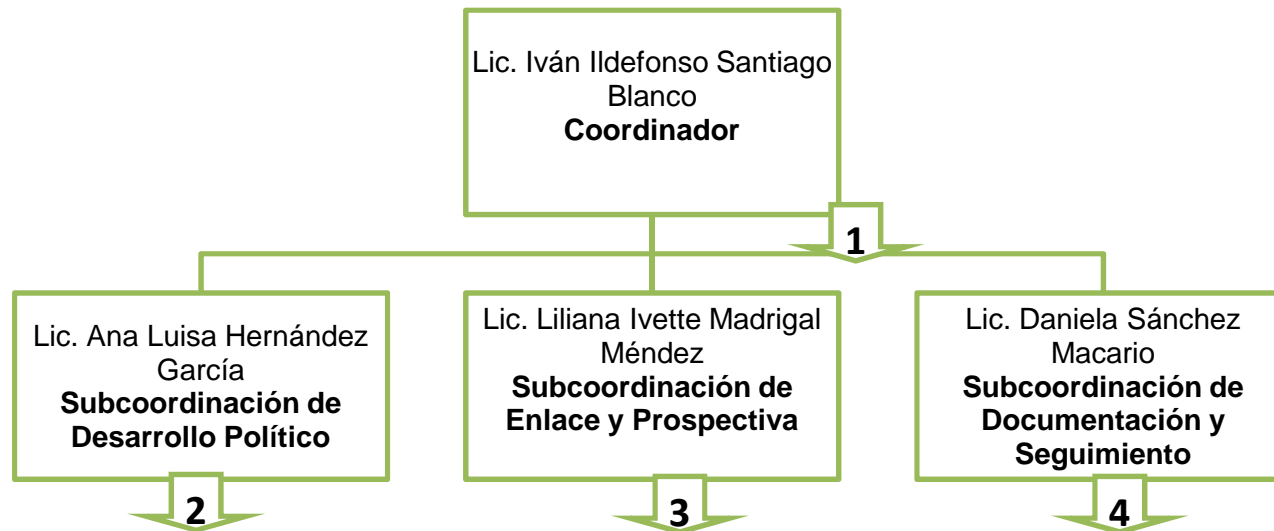 Lic. Iván Ildefonso Santiago
Blanco
Coordinador
1
Lic. Ana Luisa Hernández
García
Subcoordinación de
Desarrollo Político
2
Lic. Liliana Ivette Madrigal
Méndez
Subcoordinación de
Enlace y Prospectiva
3
Lic. Daniela Sánchez
Macario
Subcoordinación de
Documentación y
Seguimiento
4